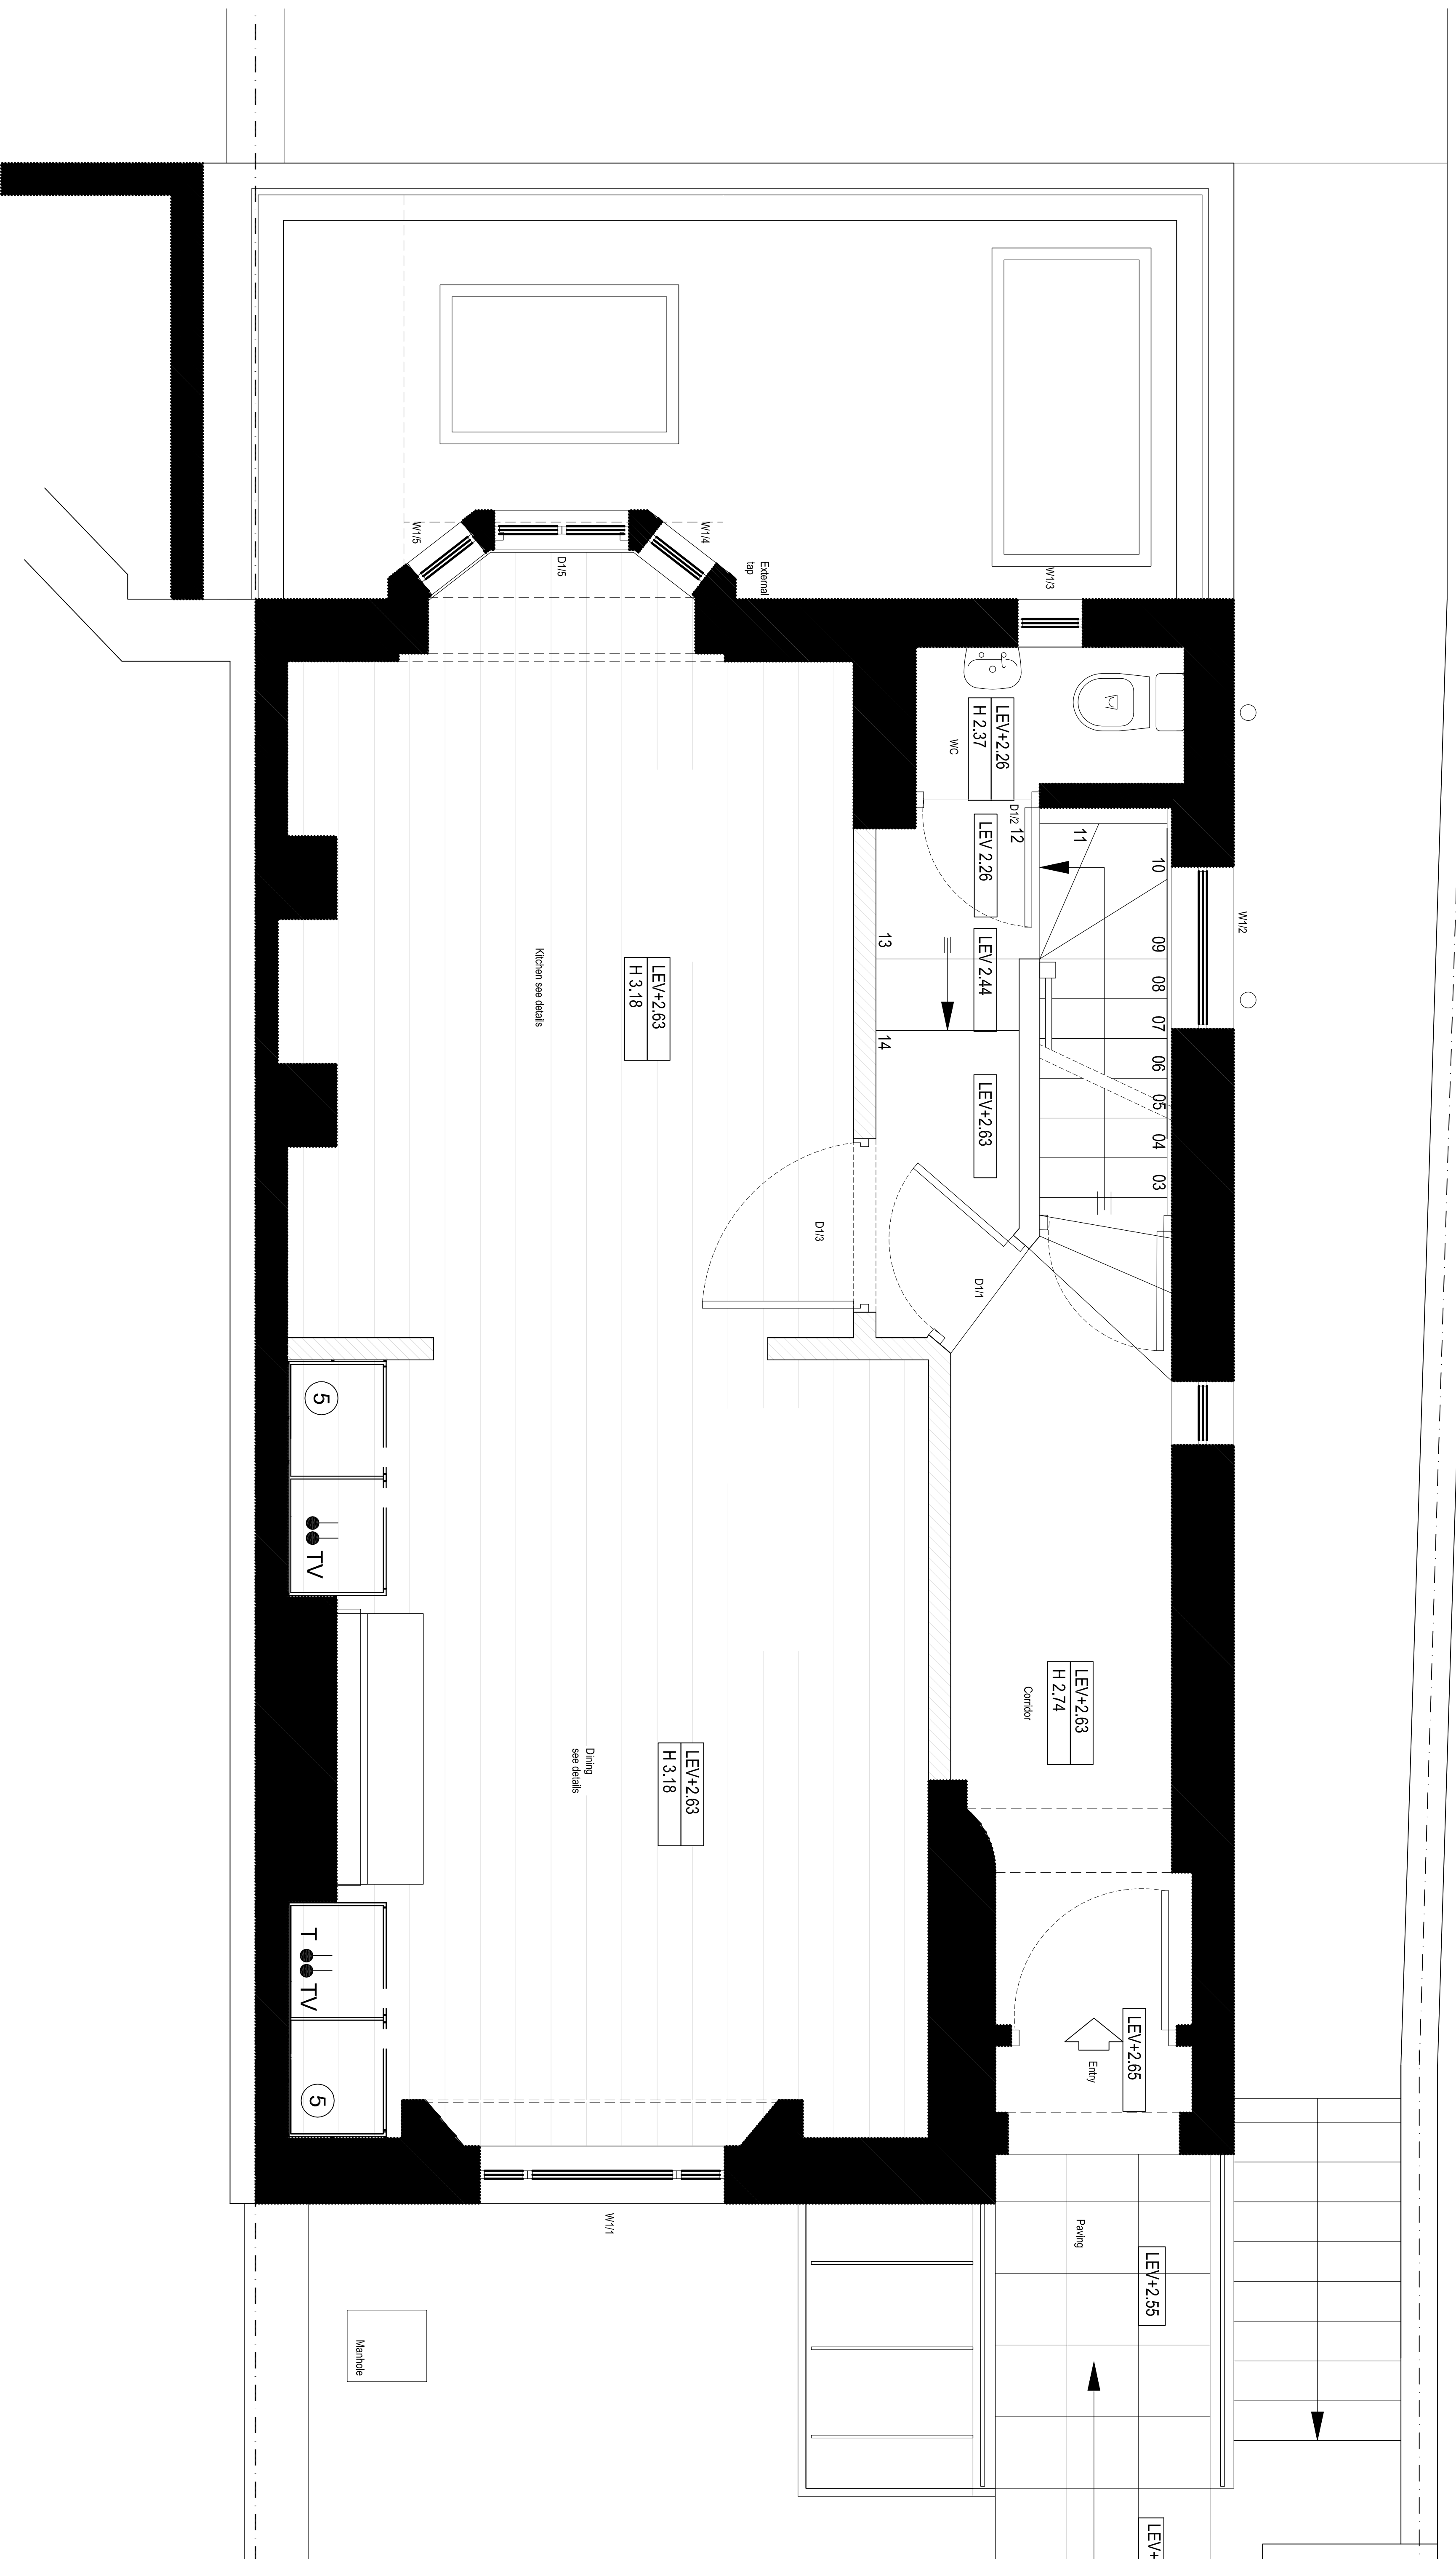 W1/5
D1/5
W1/4
External
tap
W1/3
LEV+2.26
H 2.37
WC
D1/2
12
11
10
LEV 2.26
W1/2
13
09
LEV 2.44
08
07
14
06
05
LEV+2.63
04
03
LEV+2.63
H 3.18
Kitchen see details
D1/3
D1/1
5
TV
LEV+2.63
H 2.74
Corridor
LEV+2.63
H 3.18
Dining
see details
T
TV
5
LEV+2.65
Entry
W1/1
Paving
LEV+2.55
Manhole
LEV+